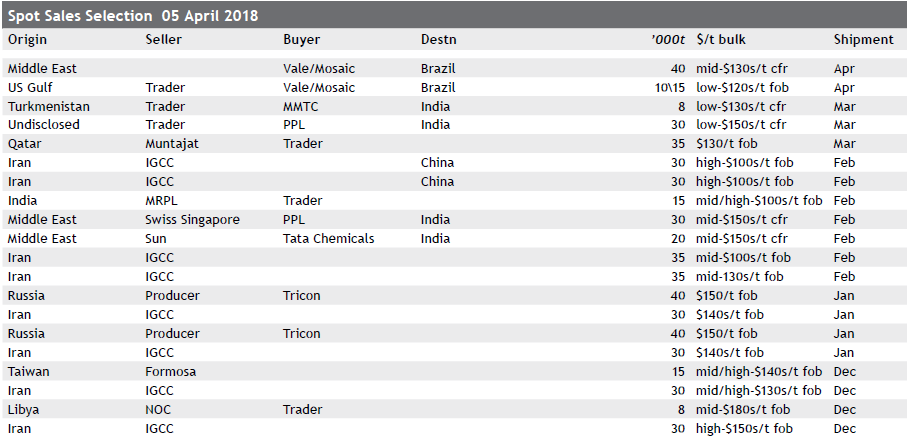 Spot Sales Selection 05 April 2018
Origin Seller Buyer Destn '000t $/t bulk Shipment
Middle East Vale/Mosaic Brazil 40 mid-$130s/t cfr Apr
US Gulf Trader Vale/Mosaic Brazil 10\15 low-$120s/t fob Apr
Turkmenistan Trader MMTC India 8 low-$130s/t cfr Mar
Undisclosed Trader PPL India 30 low-$150s/t cfr Mar
Qatar Muntajat Trader 35 $130/t fob Mar
Iran IGCC China 30 high-$100s/t fob Feb
Iran IGCC China 30 high-$100s/t fob Feb
India MRPL Trader 15 mid/high-$100s/t fob Feb
Middle East Swiss Singapore PPL India 30 mid-$150s/t cfr Feb
Middle East Sun Tata Chemicals India 20 mid-$150s/t cfr Feb
Iran IGCC 35 mid-$100s/t fob Feb
Iran IGCC 35 mid-130s/t fob Feb
Russia Producer Tricon 40 $150/t fob Jan
Iran IGCC 30 $140s/t fob Jan
Russia Producer Tricon 40 $150/t fob Jan
Iran IGCC 30 $140s/t fob Jan
Taiwan Formosa 15 mid/high-$140s/t fob Dec
Iran IGCC 30 mid/high-$130s/t fob Dec
Libya NOC Trader 8 mid-$180s/t fob Dec
Iran IGCC 30 high-$150s/t fob Dec